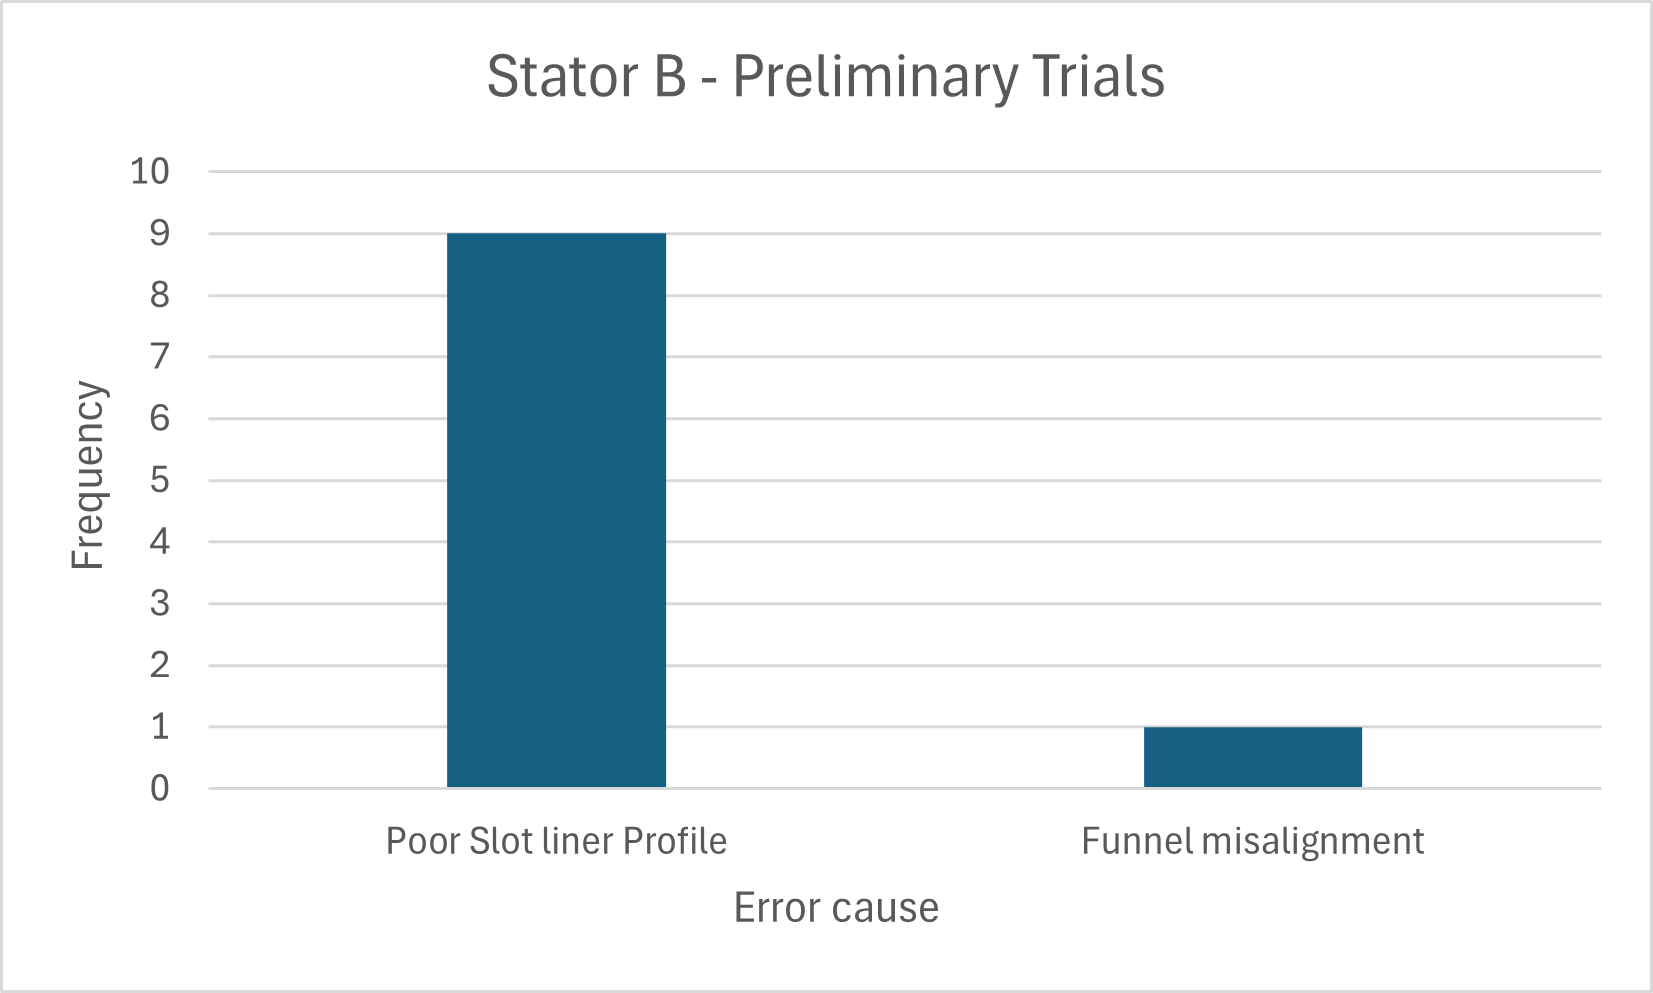 Stator B - Preliminary Trials
10
9
8
7
6
5
4
3
2
1
0
Frequency
Poor Slot liner Profile
Funnel misalignment
Error cause